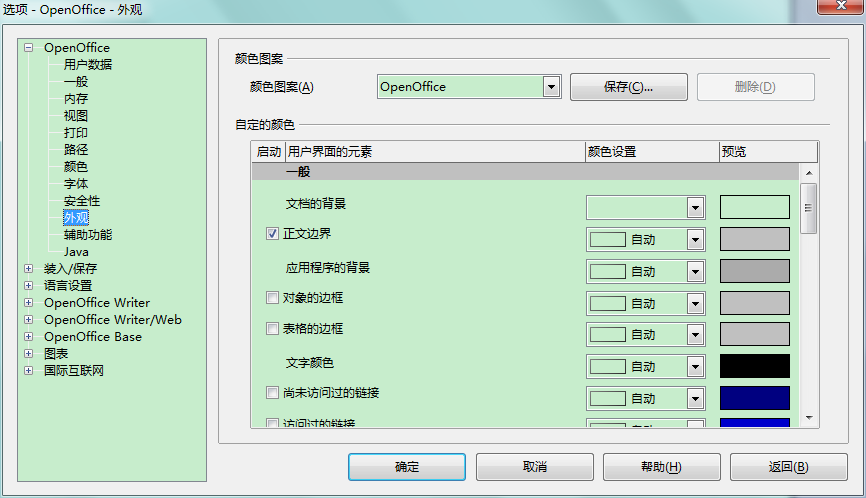 选项 - OpenOffice - 外观
OpenOffice
用户数据
一般
内存
视图
打印
路径
颜色
字体
安全性
外观
辅助功能
Java
装入/保存
语言设置
OpenOffice Writer
OpenOffice Writer/Web
OpenOffice Base
图表
国际互联网
颜色图案
颜色图案(A) OpenOffice 保存(C)... 删除(D)
自定的颜色
启动 用户界面的元素 颜色设置 预览
一般
文档的背景
正文边界 自动
应用程序的背景 自动
对象的边框 自动
表格的边框 自动
文字颜色 自动
尚未访问过的链接 自动
访问过的链接 自动
确定 取消 帮助(H) 返回(B)